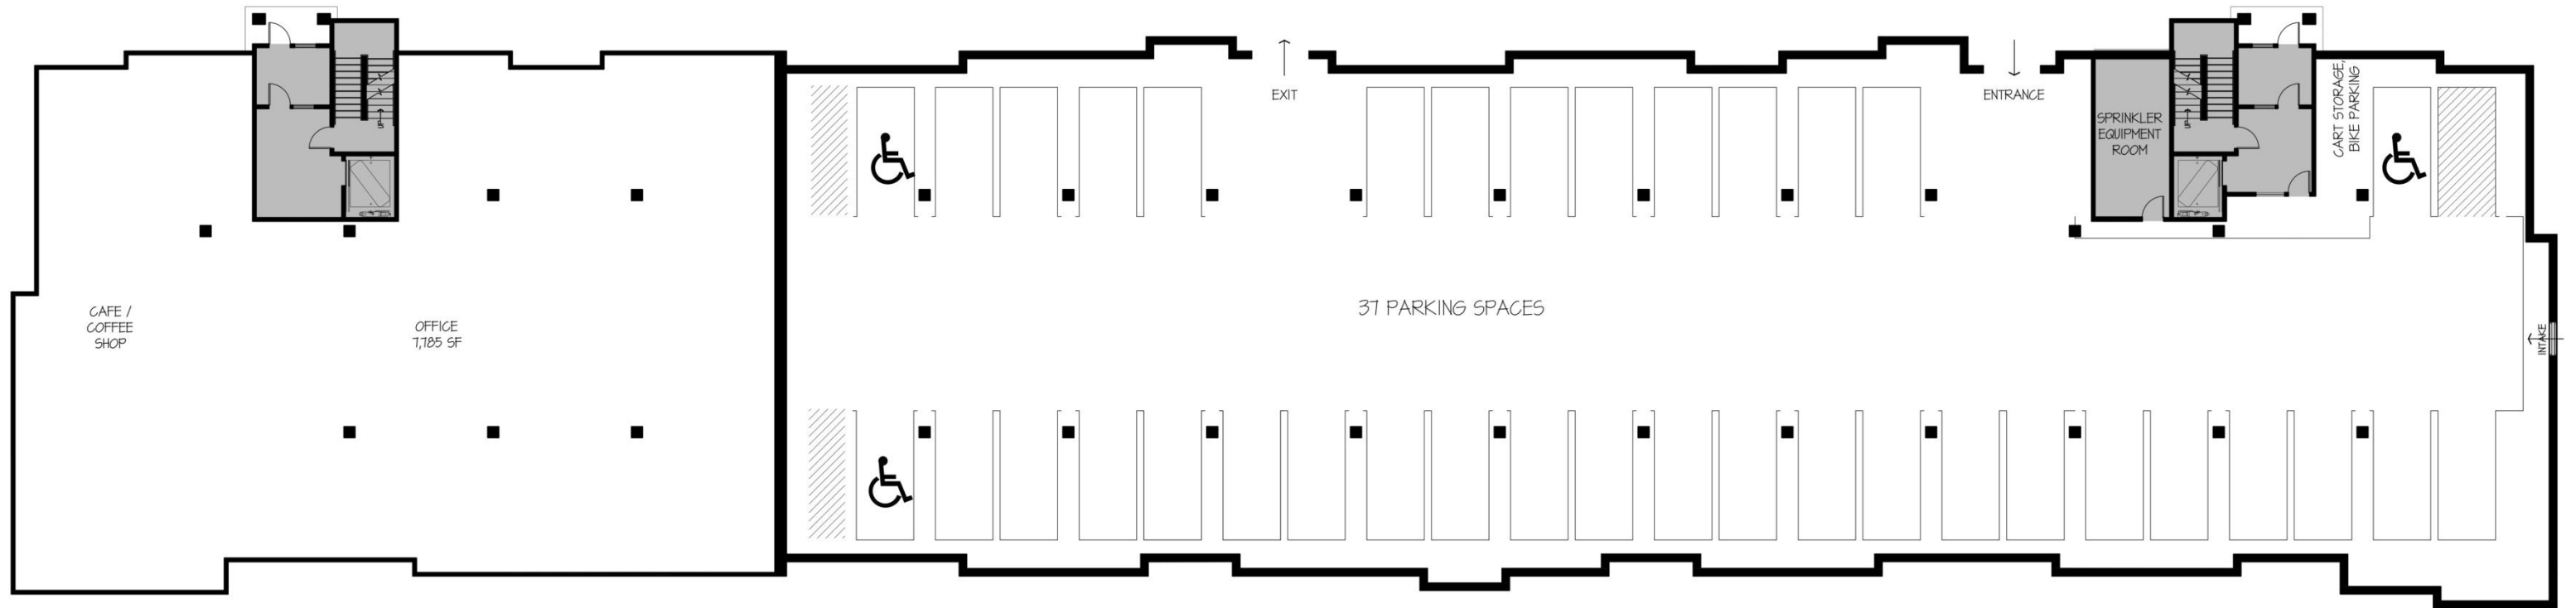 EXIT
ENTRANCE
SPRINKLER
EQUIPMENT
ROOM
CART STORAGE,
BIKE PARKING
37 PARKING SPACES
CAFE /
COFFEE
SHOP
OFFICE
7,785 SF
INTAKE